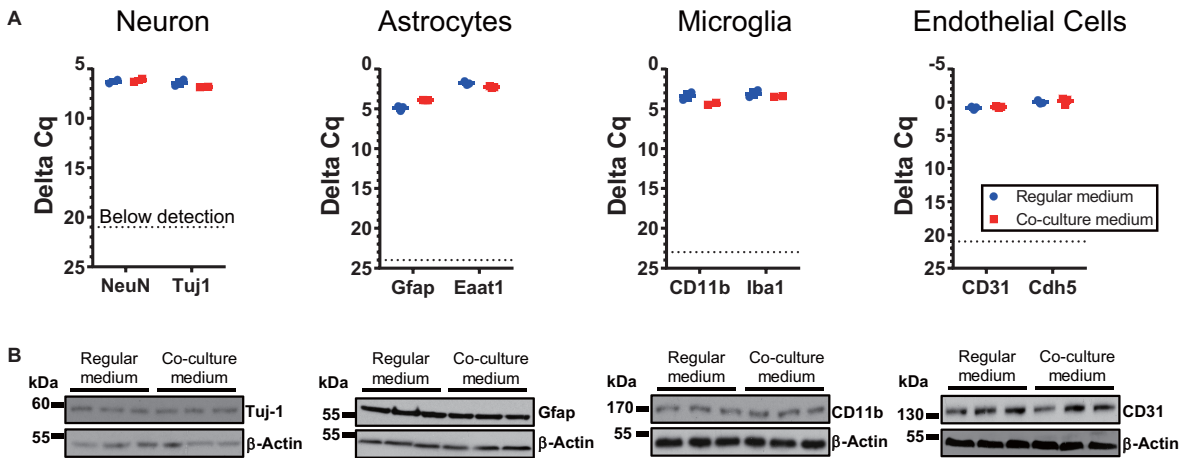 A
Neuron
Astrocytes
Microglia
Endothelial Cells
Delta Cq
5
10
15
20
25
Below detection
NeuN Tuj1
Delta Cq
0
5
10
15
20
25
Gfap Eaat1
Delta Cq
0
5
10
15
20
25
CD11b Iba1
Delta Cq
-5
0
5
10
15
20
25
Regular medium
Co-culture medium
CD31 Cdh5
B
Regular Co-culture
medium medium
kDa
60
Tuj-1
55
β-Actin
Regular Co-culture
medium medium
kDa
55
Gfap
55
β-Actin
Regular Co-culture
medium medium
kDa
170
CD11b
55
β-Actin
Regular Co-culture
medium medium
kDa
130
CD31
55
β-Actin